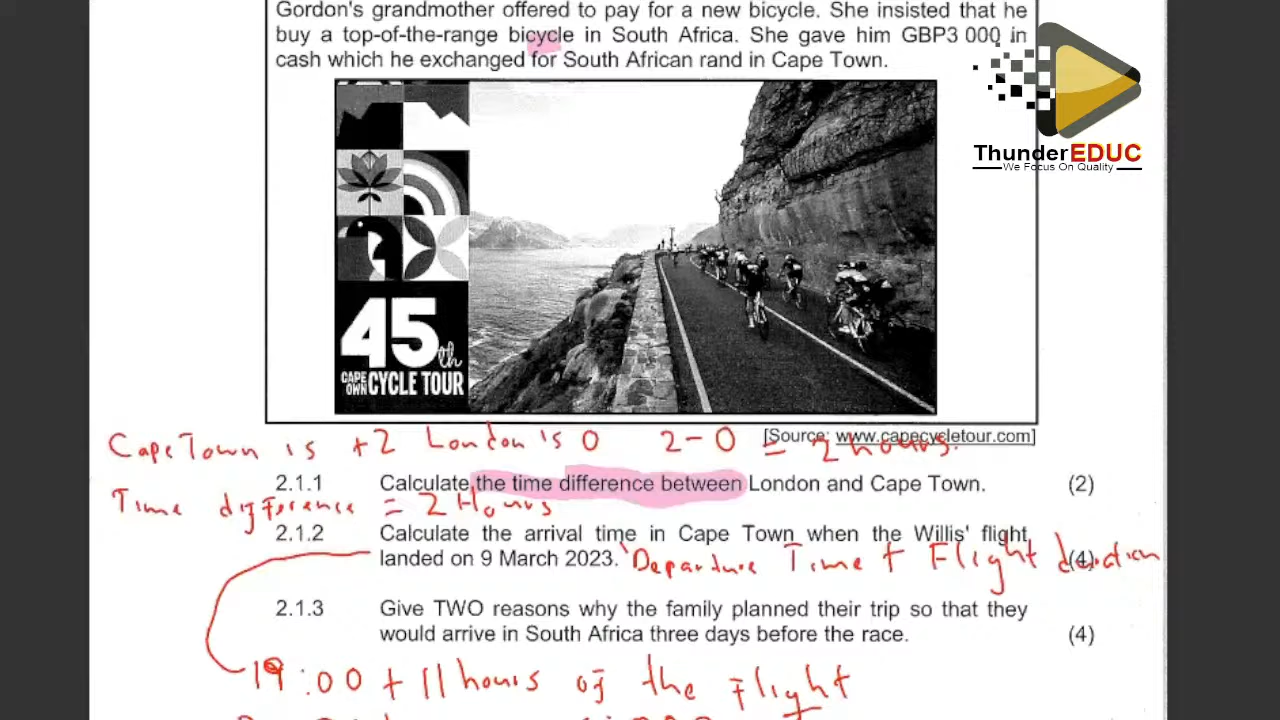 Gordon's grandmother offered to pay for a new bicycle. She insisted that he
buy a top-of-the-range bicycle in South Africa. She gave him GBP3 000 in
cash which he exchanged for South African rand in Cape Town.
ThunderEDUC
We Focus On Quality
45th
CAPE
OWN CYCLE TOUR
[Source: www.capecycletour.com]
Cape Town is +2 London is 0 2-0 = 2 hours.
2.1.1 Calculate the time difference between London and Cape Town. (2)
Time difference = 2 Hours
2.1.2 Calculate the arrival time in Cape Town when the Willis' flight
landed on 9 March 2023. (4)
Departure Time + Flight duration
2.1.3 Give TWO reasons why the family planned their trip so that they
would arrive in South Africa three days before the race. (4)
19:00 + 11 hours of the Flight